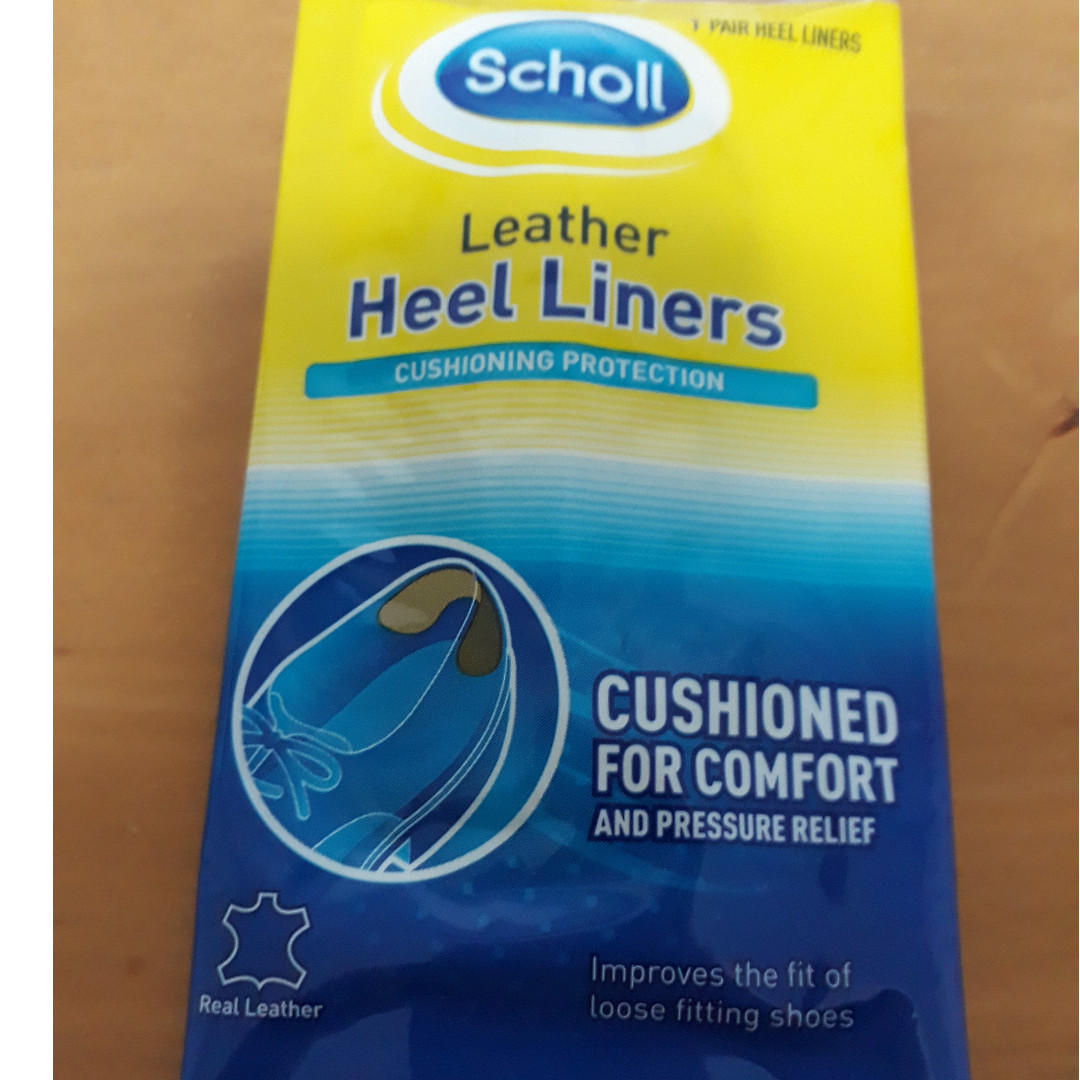 1 PAIR HEEL LINERS
Scholl
Leather
Heel Liners
CUSHIONING PROTECTION
CUSHIONED
FOR COMFORT
AND PRESSURE RELIEF
Real Leather
Improves the fit of
loose fitting shoes